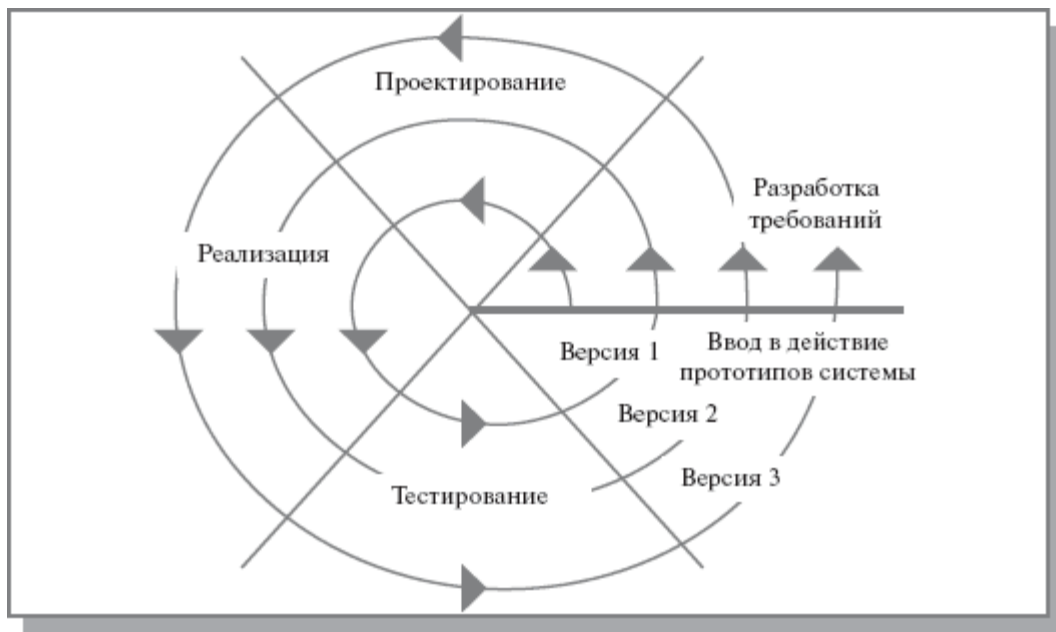 Проектирование
Разработка
требований
Реализация
Версия 1
Ввод в действие
прототипов системы
Версия 2
Версия 3
Тестирование